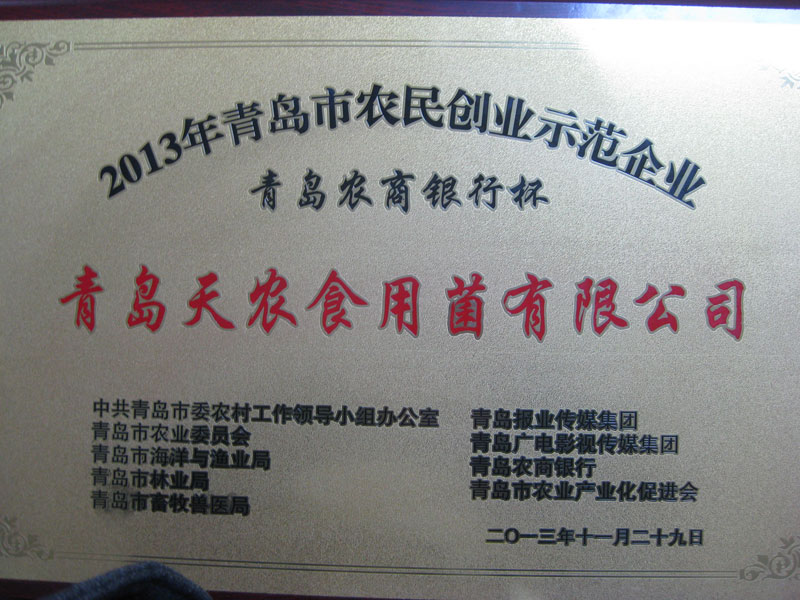 2013年青岛市农民创业示范企业
青岛农商银行杯
青岛天农食用菌有限公司
中共青岛市委农村工作领导小组办公室
青岛市农业委员会
青岛市海洋与渔业局
青岛市林业局
青岛市畜牧兽医局
青岛报业传媒集团
青岛广电影视传媒集团
青岛农商银行
青岛市农业产业化促进会
二〇一三年十一月二十九日